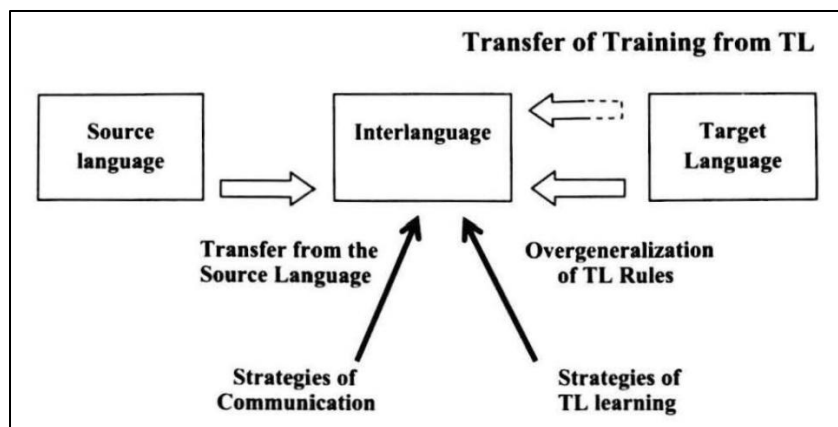 Transfer of Training from TL
Source
language
Interlanguage
Target
Language
Transfer from the
Source Language
Overgeneralization
of TL Rules
Strategies of
Communication
Strategies of
TL learning